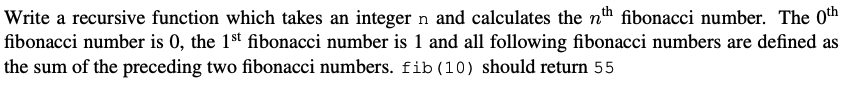 Write a recursive function which takes an integer n and calculates the nth fibonacci number. The 0th
fibonacci number is 0, the 1st fibonacci number is 1 and all following fibonacci numbers are defined as
the sum of the preceding two fibonacci numbers. fib(10) should return 55